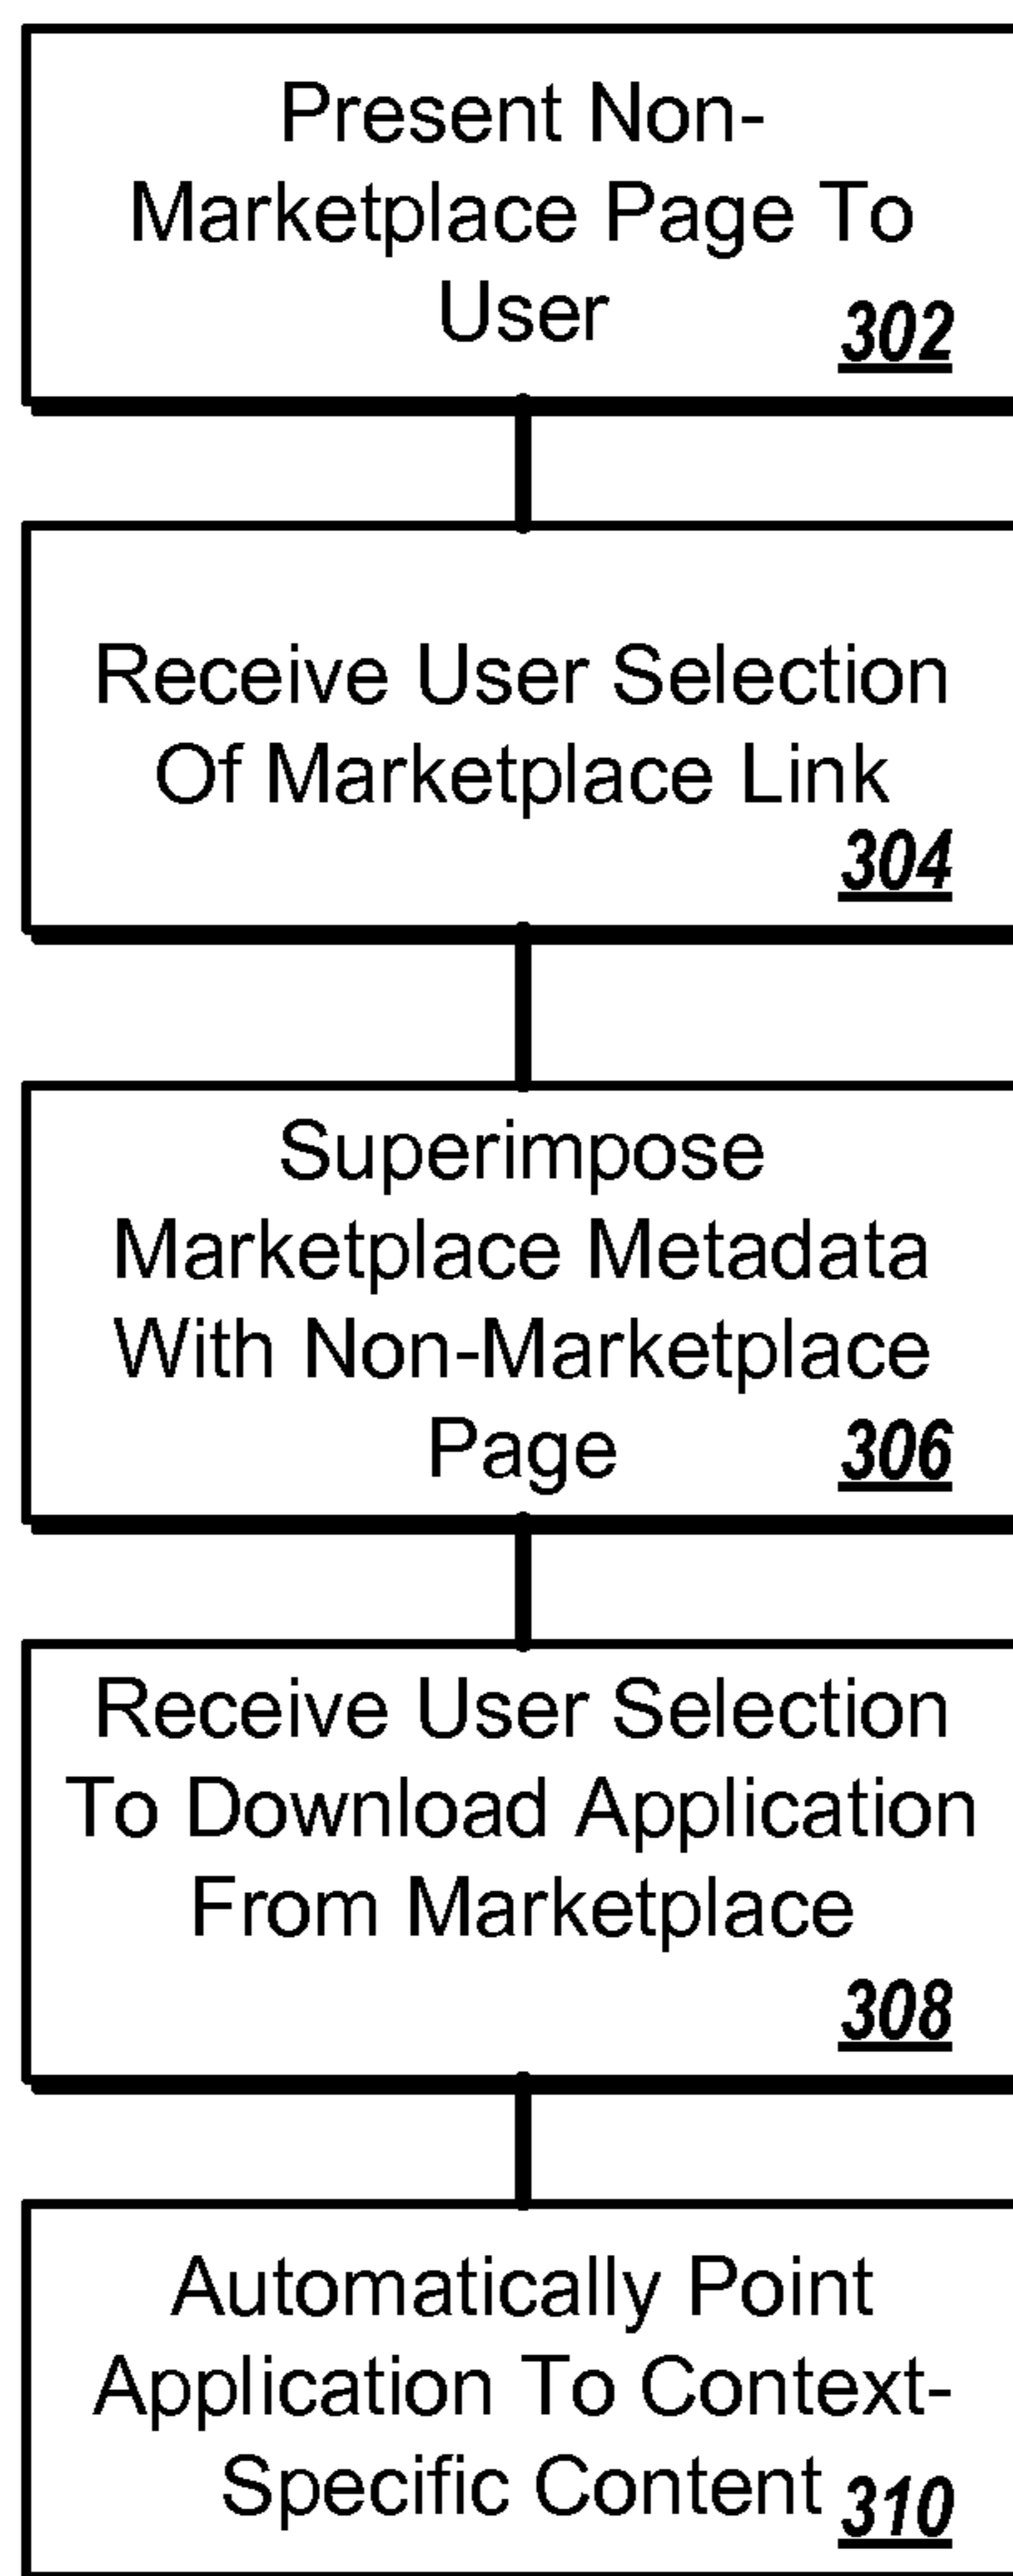 Present Non-
Marketplace Page To
User
302
Receive User Selection
Of Marketplace Link
304
Superimpose
Marketplace Metadata
With Non-Marketplace
Page
306
Receive User Selection
To Download Application
From Marketplace
308
Automatically Point
Application To Context-
Specific Content
310